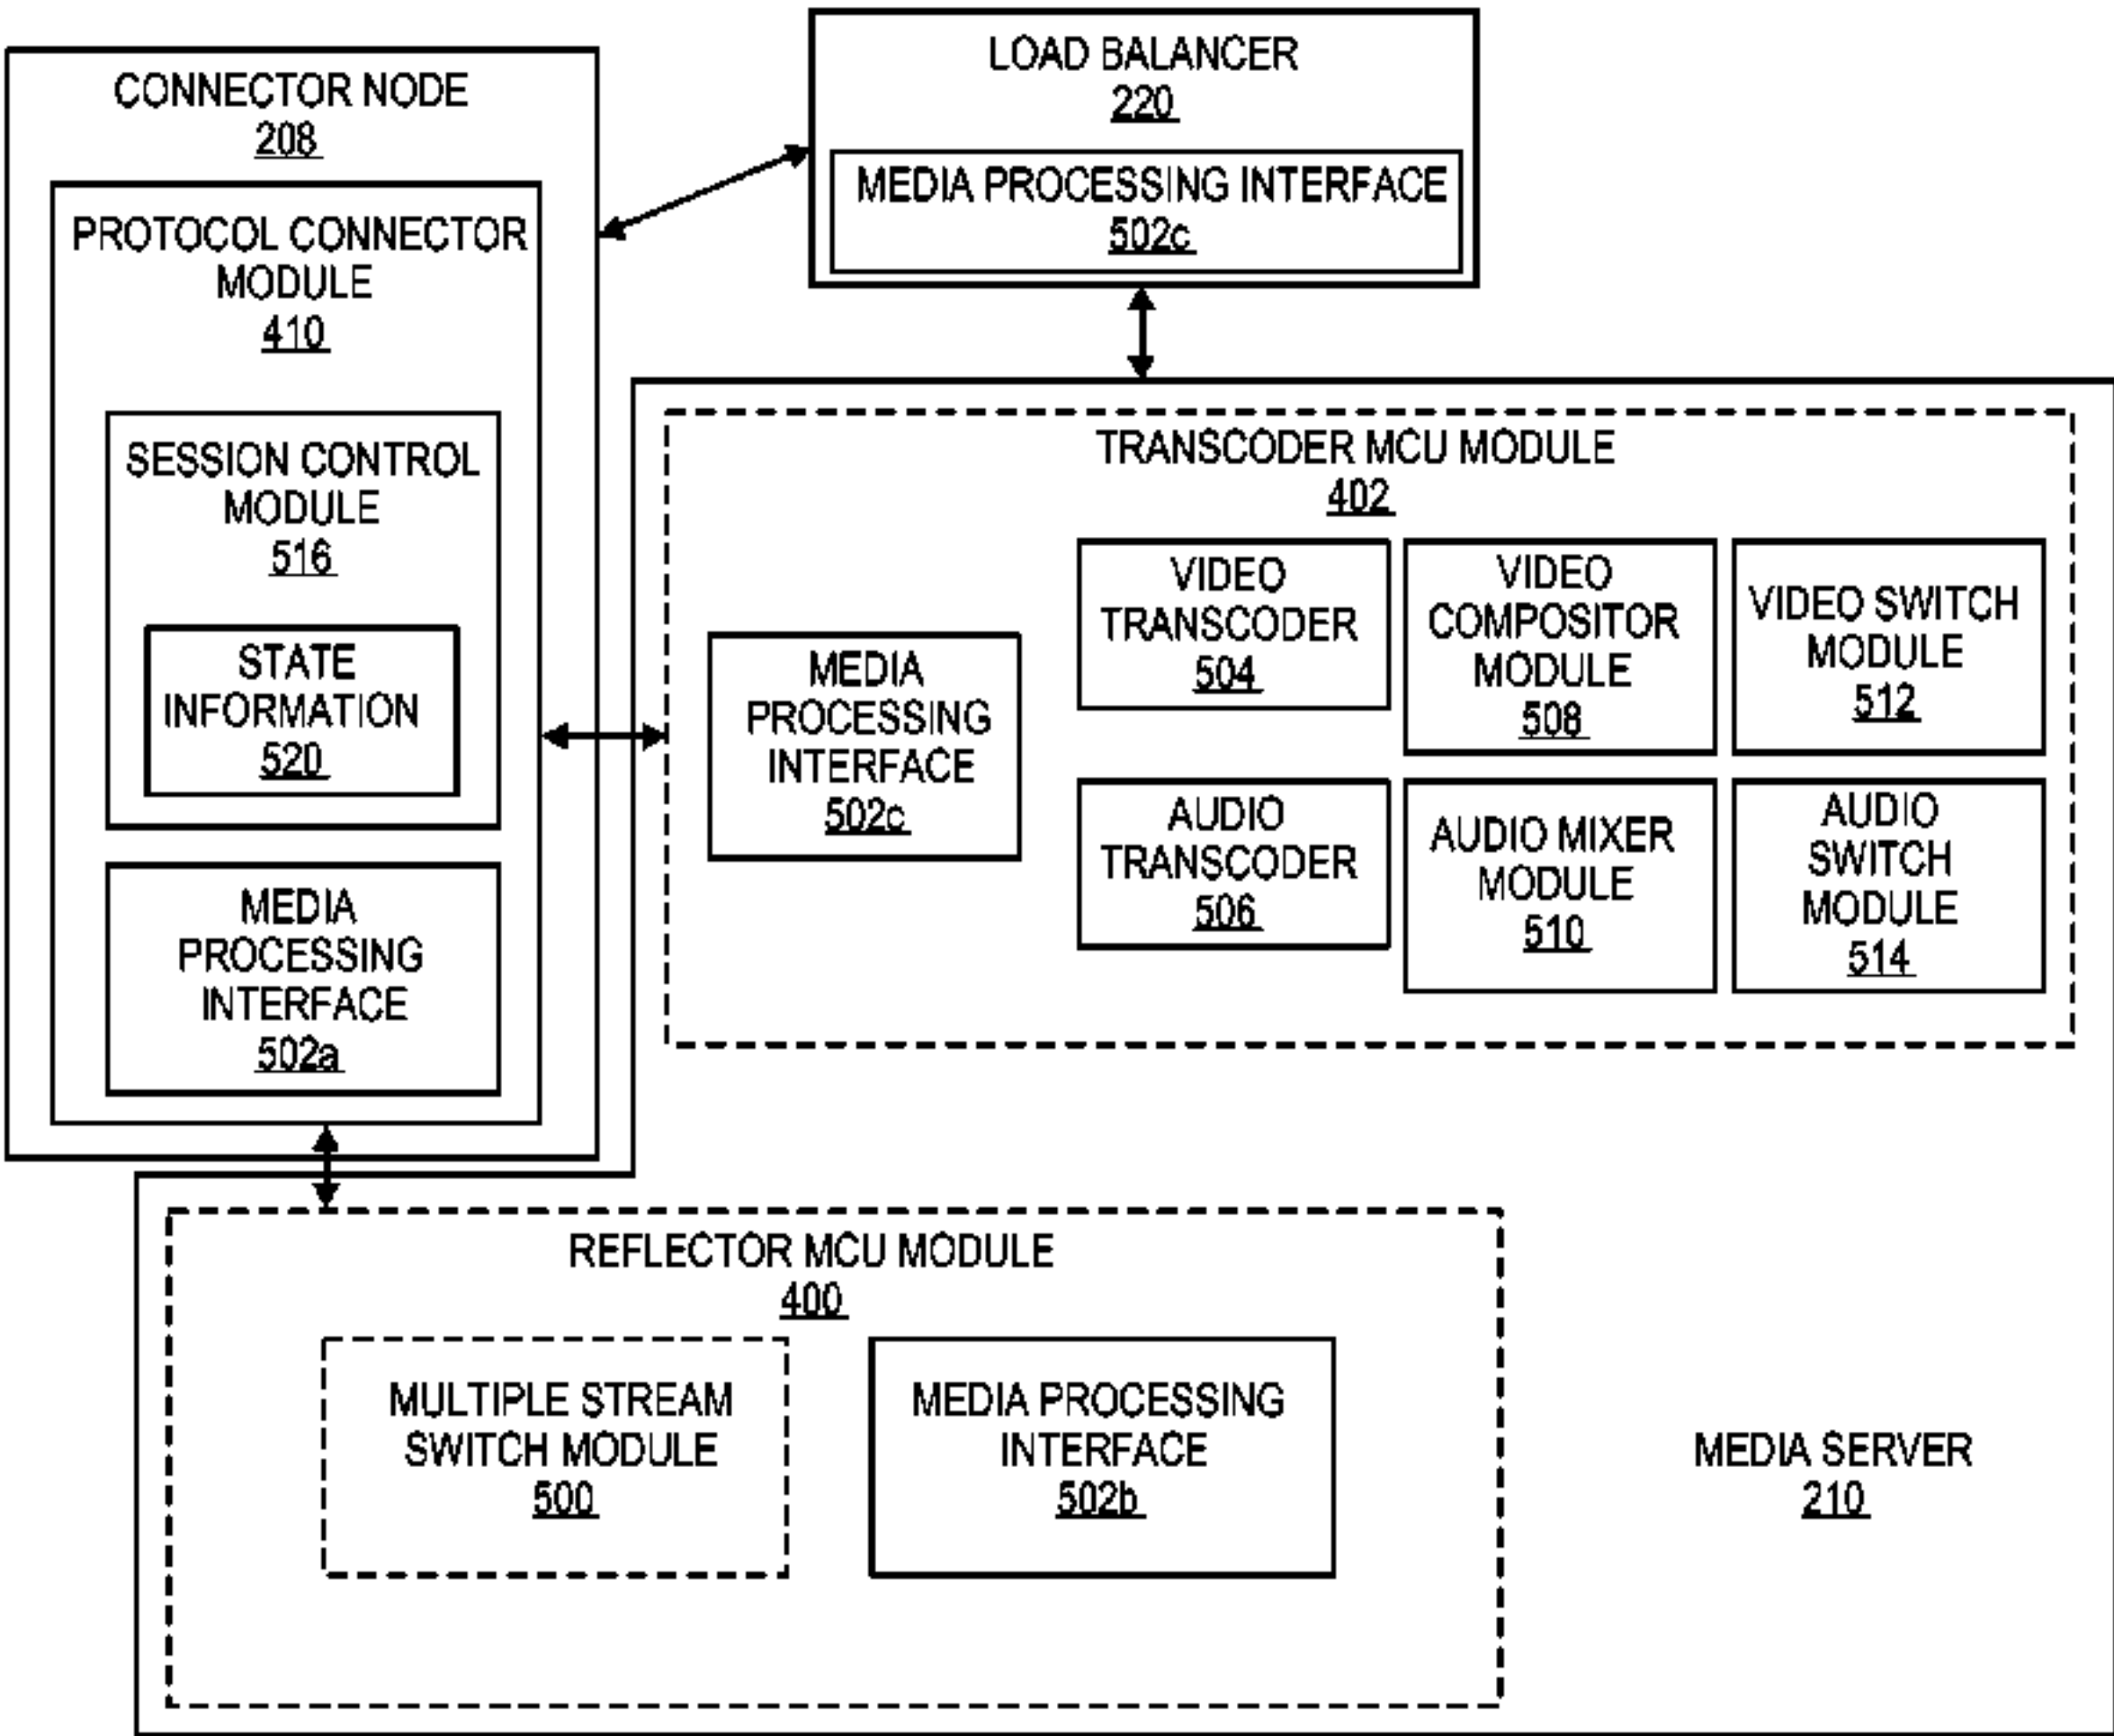 CONNECTOR NODE
208
PROTOCOL CONNECTOR
MODULE
410
SESSION CONTROL
MODULE
516
STATE
INFORMATION
520
MEDIA
PROCESSING
INTERFACE
502a
LOAD BALANCER
220
MEDIA PROCESSING INTERFACE
502c
TRANSCODER MCU MODULE
402
MEDIA
PROCESSING
INTERFACE
502c
VIDEO
TRANSCODER
504
VIDEO
COMPOSITOR
MODULE
508
VIDEO SWITCH
MODULE
512
AUDIO
TRANSCODER
506
AUDIO MIXER
MODULE
510
AUDIO
SWITCH
MODULE
514
REFLECTOR MCU MODULE
400
MULTIPLE STREAM
SWITCH MODULE
500
MEDIA PROCESSING
INTERFACE
502b
MEDIA SERVER
210